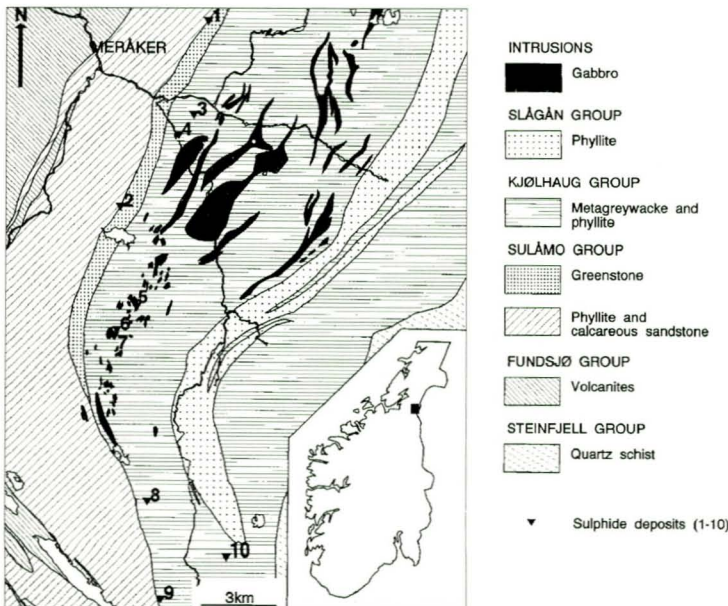 N
MERÅKER
1
3
4
2
5
6
7
8
10
9
3km
INTRUSIONS
Gabbro
SLÅGÅN GROUP
Phyllite
KJØLHAUG GROUP
Metagreywacke and
phyllite
SULÅMO GROUP
Greenstone
Phyllite and
calcareous sandstone
FUNDSJØ GROUP
Volcanites
STEINFJELL GROUP
Quartz schist
Sulphide deposits (1-10)